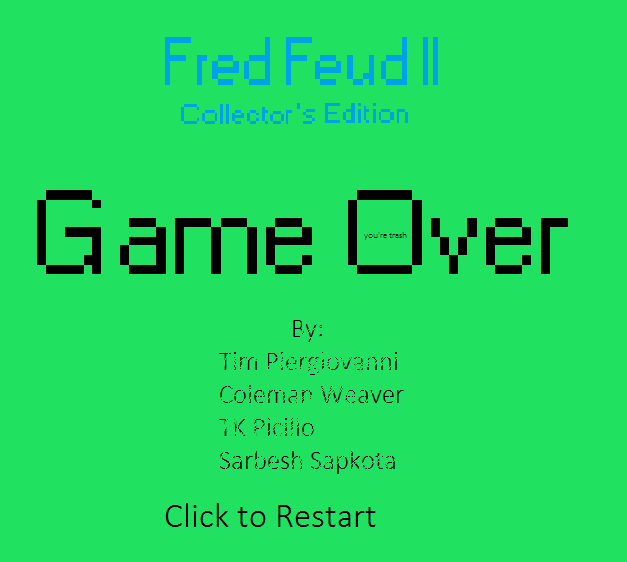 Fred Feud II
Collector's Edition
Game Over
you're trash
By:
Tim Piergiovanni
Coleman Weaver
TK Picillo
Sarbesh Sapkota
Click to Restart